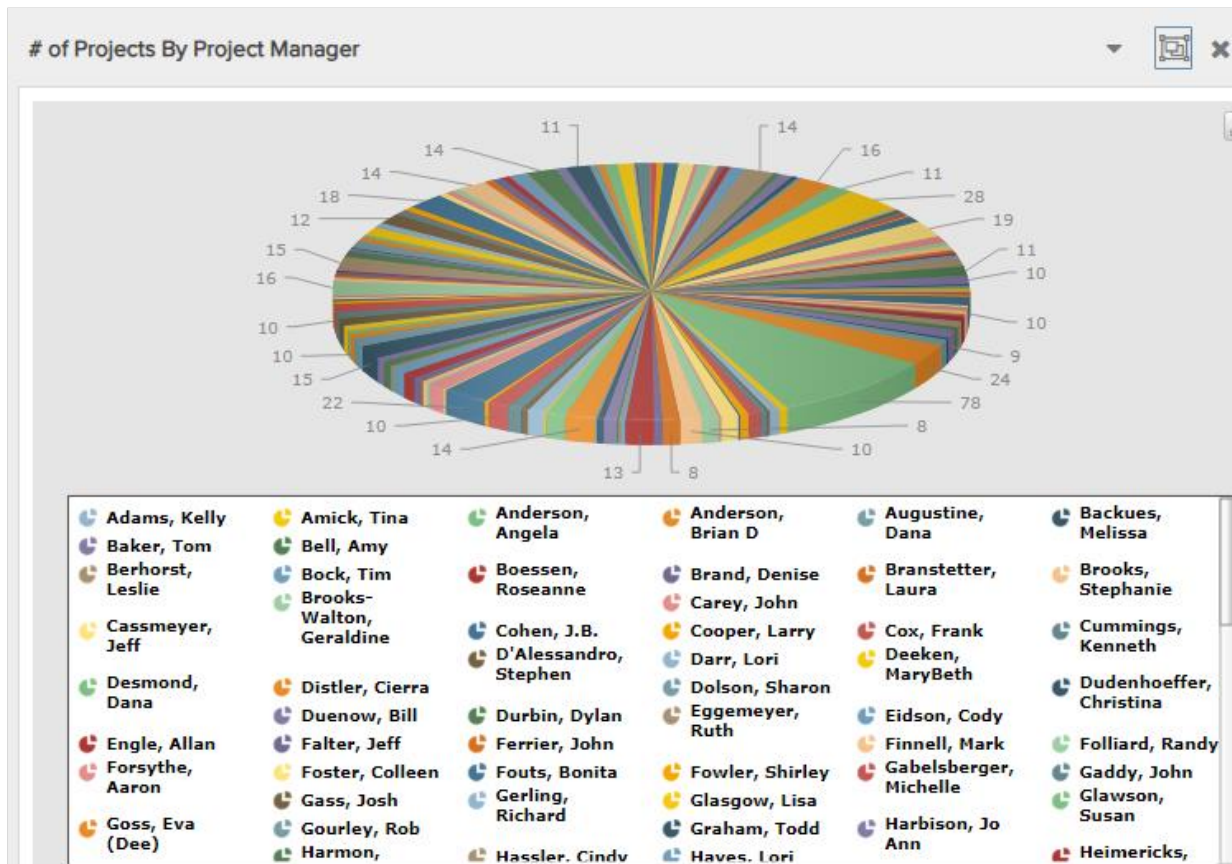 # of Projects By Project Manager
11
14
14
16
14
11
18
28
12
19
15
11
16
10
10
10
10
9
15
24
22
78
10
8
14
10
13
8
Adams, Kelly
Amick, Tina
Anderson,
Angela
Anderson,
Brian D
Augustine,
Dana
Backues,
Melissa
Baker, Tom
Bell, Amy
Berhorst,
Leslie
Bock, Tim
Boessen,
Roseanne
Brand, Denise
Branstetter,
Laura
Brooks,
Stephanie
Brooks-
Walton,
Geraldine
Carey, John
Cassmeyer,
Jeff
Cohen, J.B.
Cooper, Larry
Cox, Frank
Cummings,
Kenneth
D'Alessandro,
Stephen
Darr, Lori
Deeken,
MaryBeth
Desmond,
Dana
Distler, Cierra
Dolson, Sharon
Dudenhoeffer,
Christina
Duenow, Bill
Durbin, Dylan
Eggemeyer,
Ruth
Eidson, Cody
Engle, Allan
Falter, Jeff
Ferrier, John
Finnell, Mark
Folliard, Randy
Forsythe,
Aaron
Foster, Colleen
Fouts, Bonita
Fowler, Shirley
Gabelsberger,
Michelle
Gaddy, John
Gass, Josh
Gerling,
Richard
Glasgow, Lisa
Glawson,
Susan
Goss, Eva
(Dee)
Gourley, Rob
Graham, Todd
Harbison, Jo
Ann
Harmon,
Hassler, Cindy
Hayes, Lori
Heimericks,